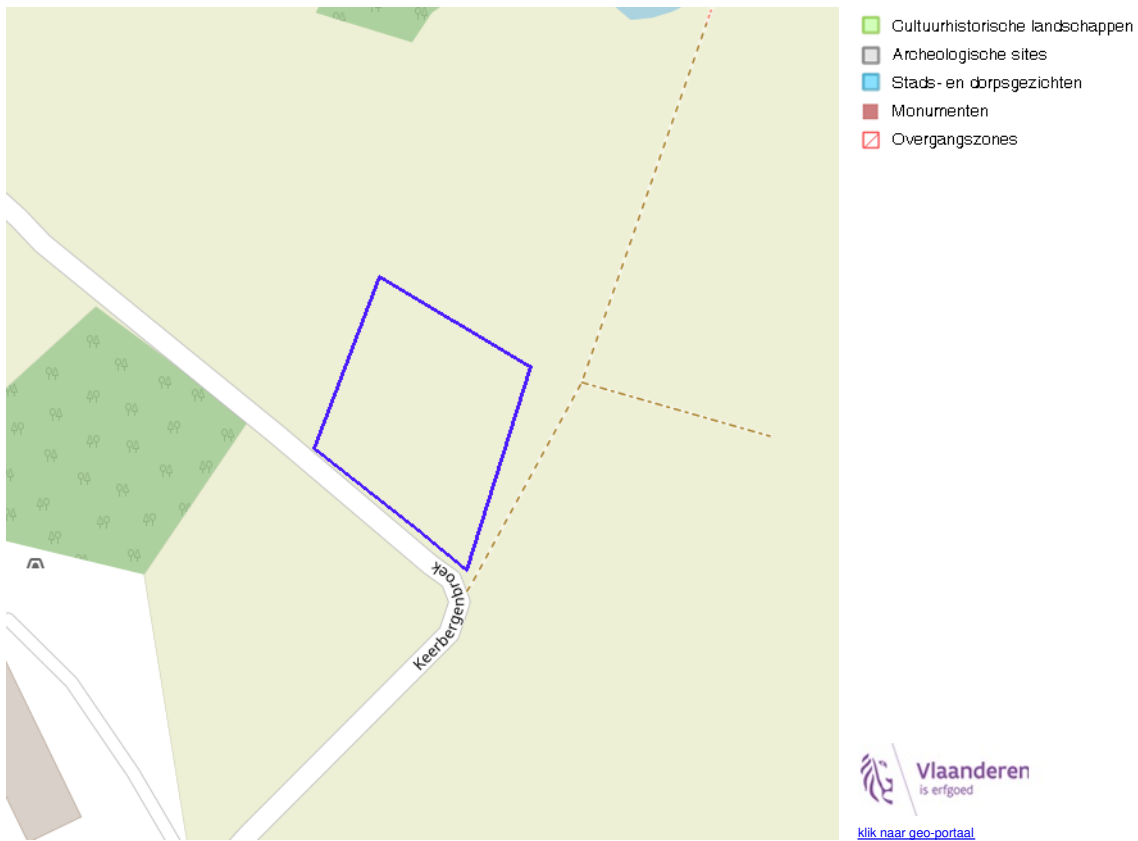 Cultuurhistorische landschappen
Archeologische sites
Stads- en dorpsgezichten
Monumenten
Overgangszones
Keerbergenbroek
Vlaanderen
is erfgoed
klik naar geo-portaal